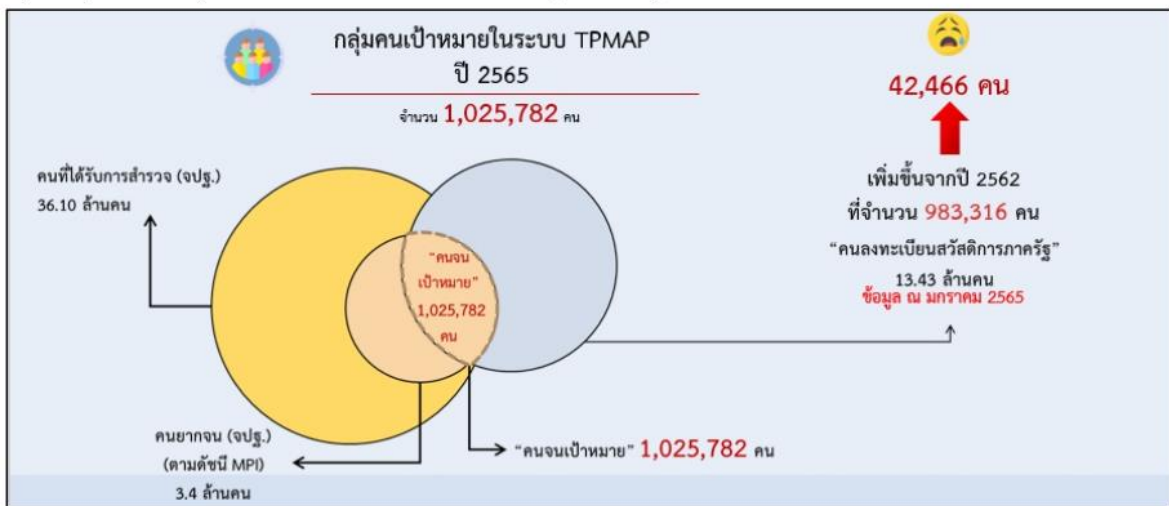 กลุ่มคนเป้าหมายในระบบ TPMAP
ปี 2565
จำนวน 1,025,782 คน
42,466 คน
เพิ่มขึ้นจากปี 2562
ที่จำนวน 983,316 คน
“คนลงทะเบียนสวัสดิการภาครัฐ”
13.43 ล้านคน
ข้อมูล ณ มกราคม 2565
คนที่ได้รับการสำรวจ (จปฐ.)
36.10 ล้านคน
“คนจน
เป้าหมาย”
1,025,782
คน
คนยากจน (จปฐ.)
(ตามดัชนี MPI)
3.4 ล้านคน
“คนจนเป้าหมาย” 1,025,782 คน